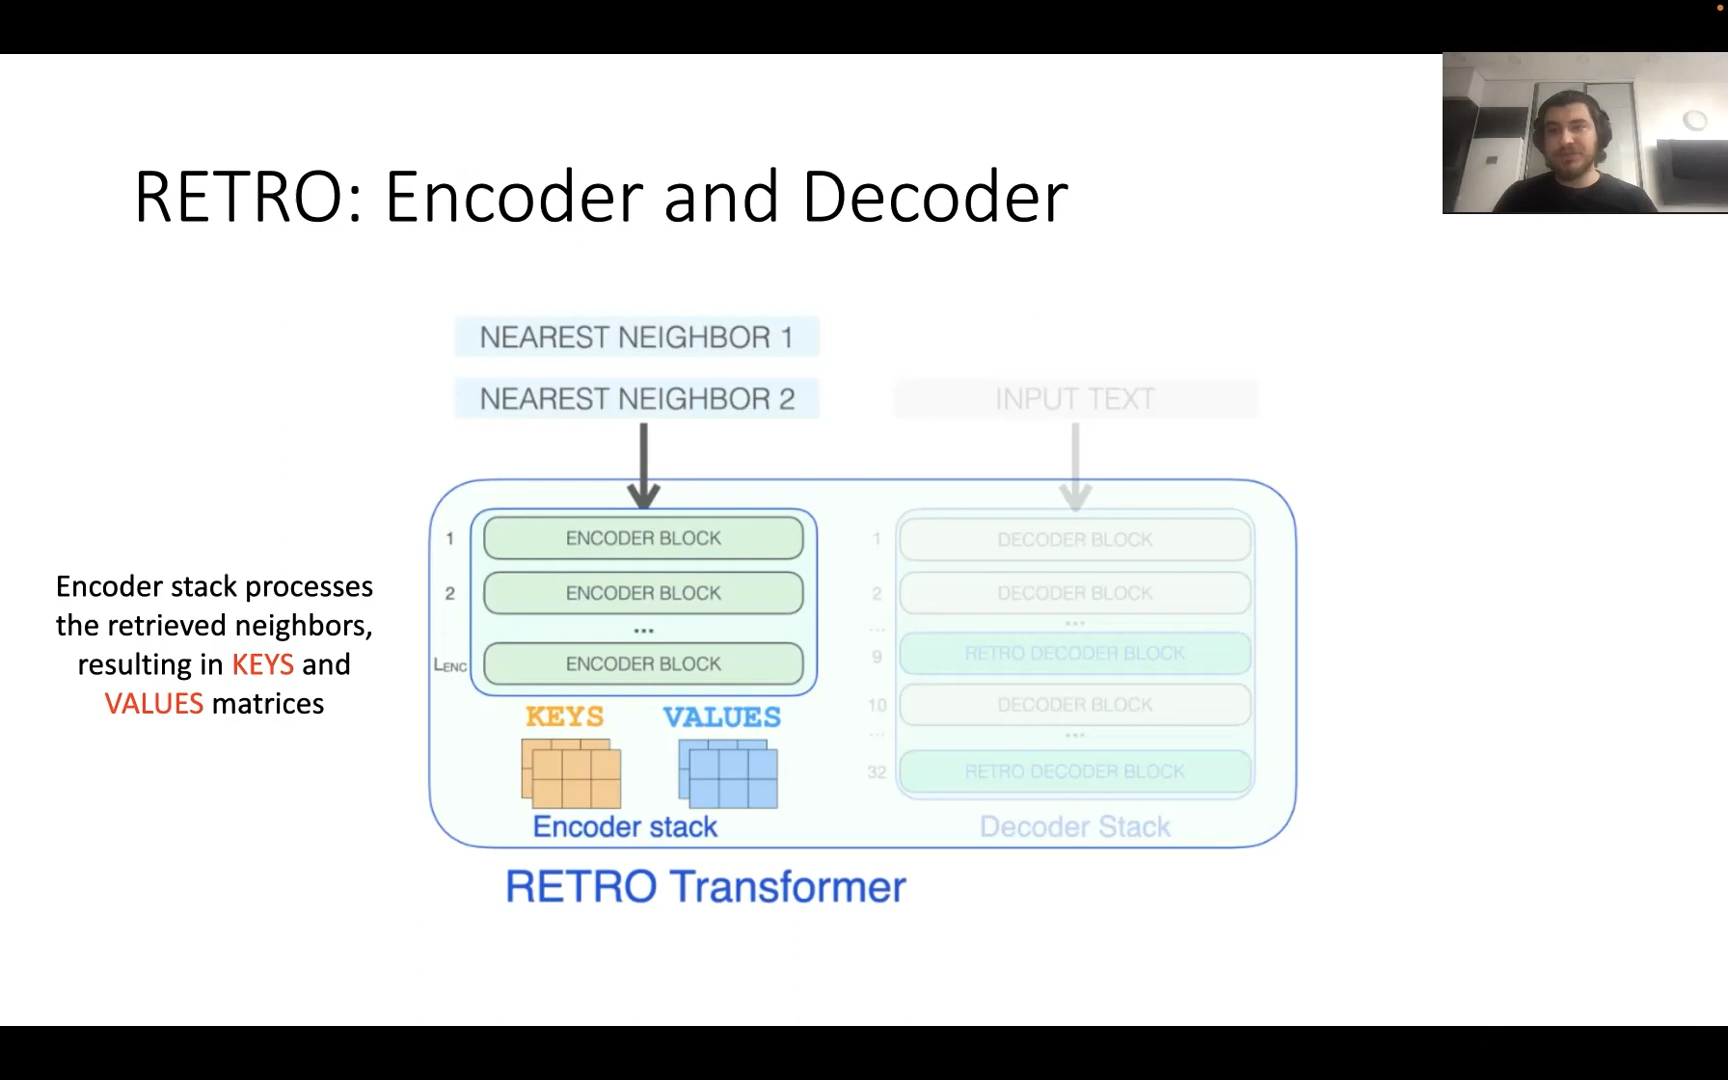 RETRO: Encoder and Decoder
NEAREST NEIGHBOR 1
NEAREST NEIGHBOR 2
INPUT TEXT
Encoder stack processes
the retrieved neighbors,
resulting in KEYS and
VALUES matrices
1 ENCODER BLOCK
2 ENCODER BLOCK
...
LENC ENCODER BLOCK
KEYS VALUES
Encoder stack
1 DECODER BLOCK
2 DECODER BLOCK
... ...
9 RETRO DECODER BLOCK
10 DECODER BLOCK
... ...
32 RETRO DECODER BLOCK
Decoder Stack
RETRO Transformer